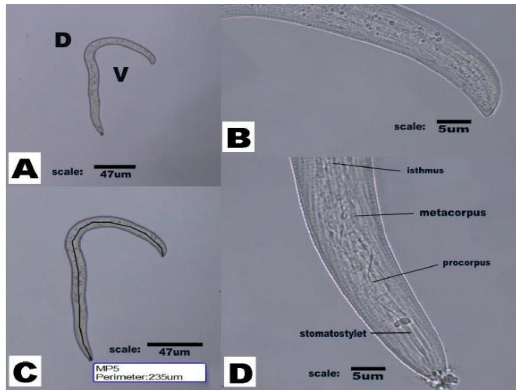 D
V
A
scale:
47um
B
scale:
5um
C
scale:
47um
MP5
Perimeter:235um
isthmus
metacorpus
procorpus
stomatostylet
D
scale:
5um